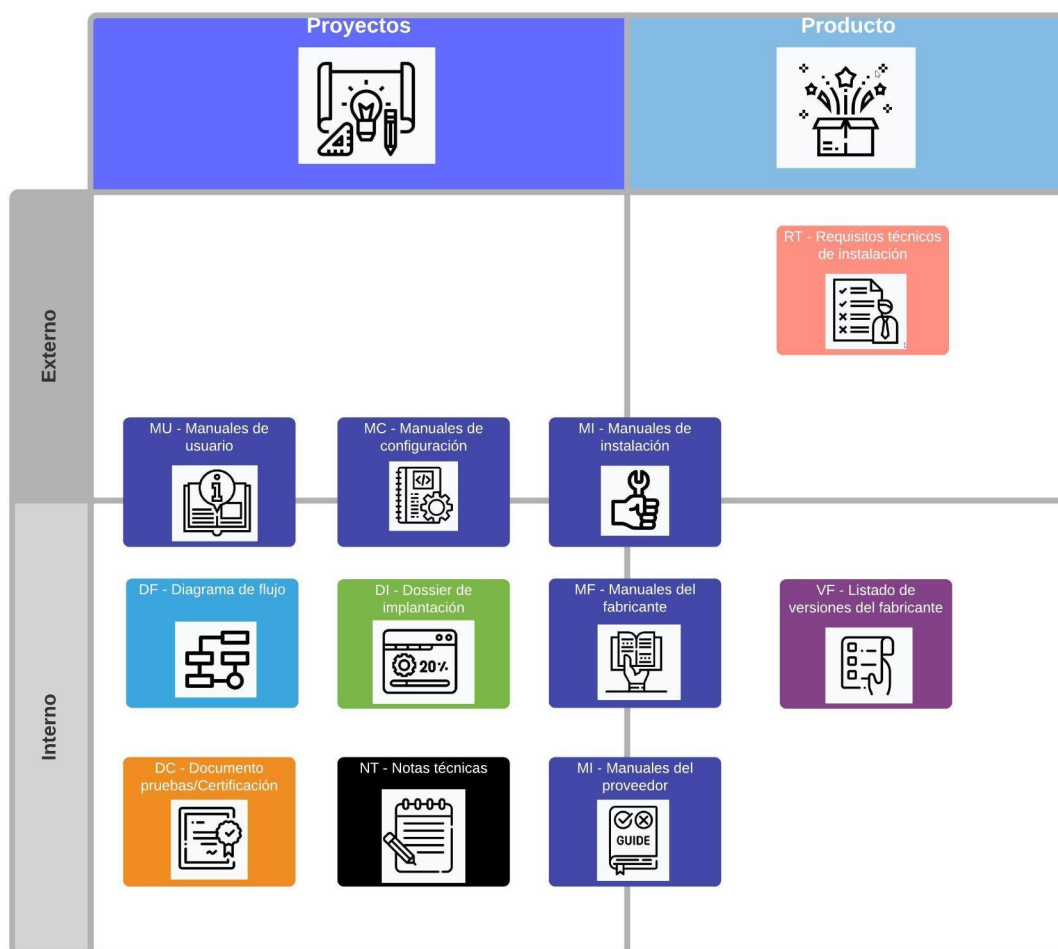 Proyectos
Producto
Externo
RT - Requisitos técnicos
de instalación
MU - Manuales de
usuario
MC - Manuales de
configuración
MI - Manuales de
instalación
Interno
DF - Diagrama de flujo
DI - Dossier de
implantación
20%
MF - Manuales del
fabricante
VF - Listado de
versiones del fabricante
DC - Documento
pruebas/Certificación
NT - Notas técnicas
MI - Manuales del
proveedor
GUIDE